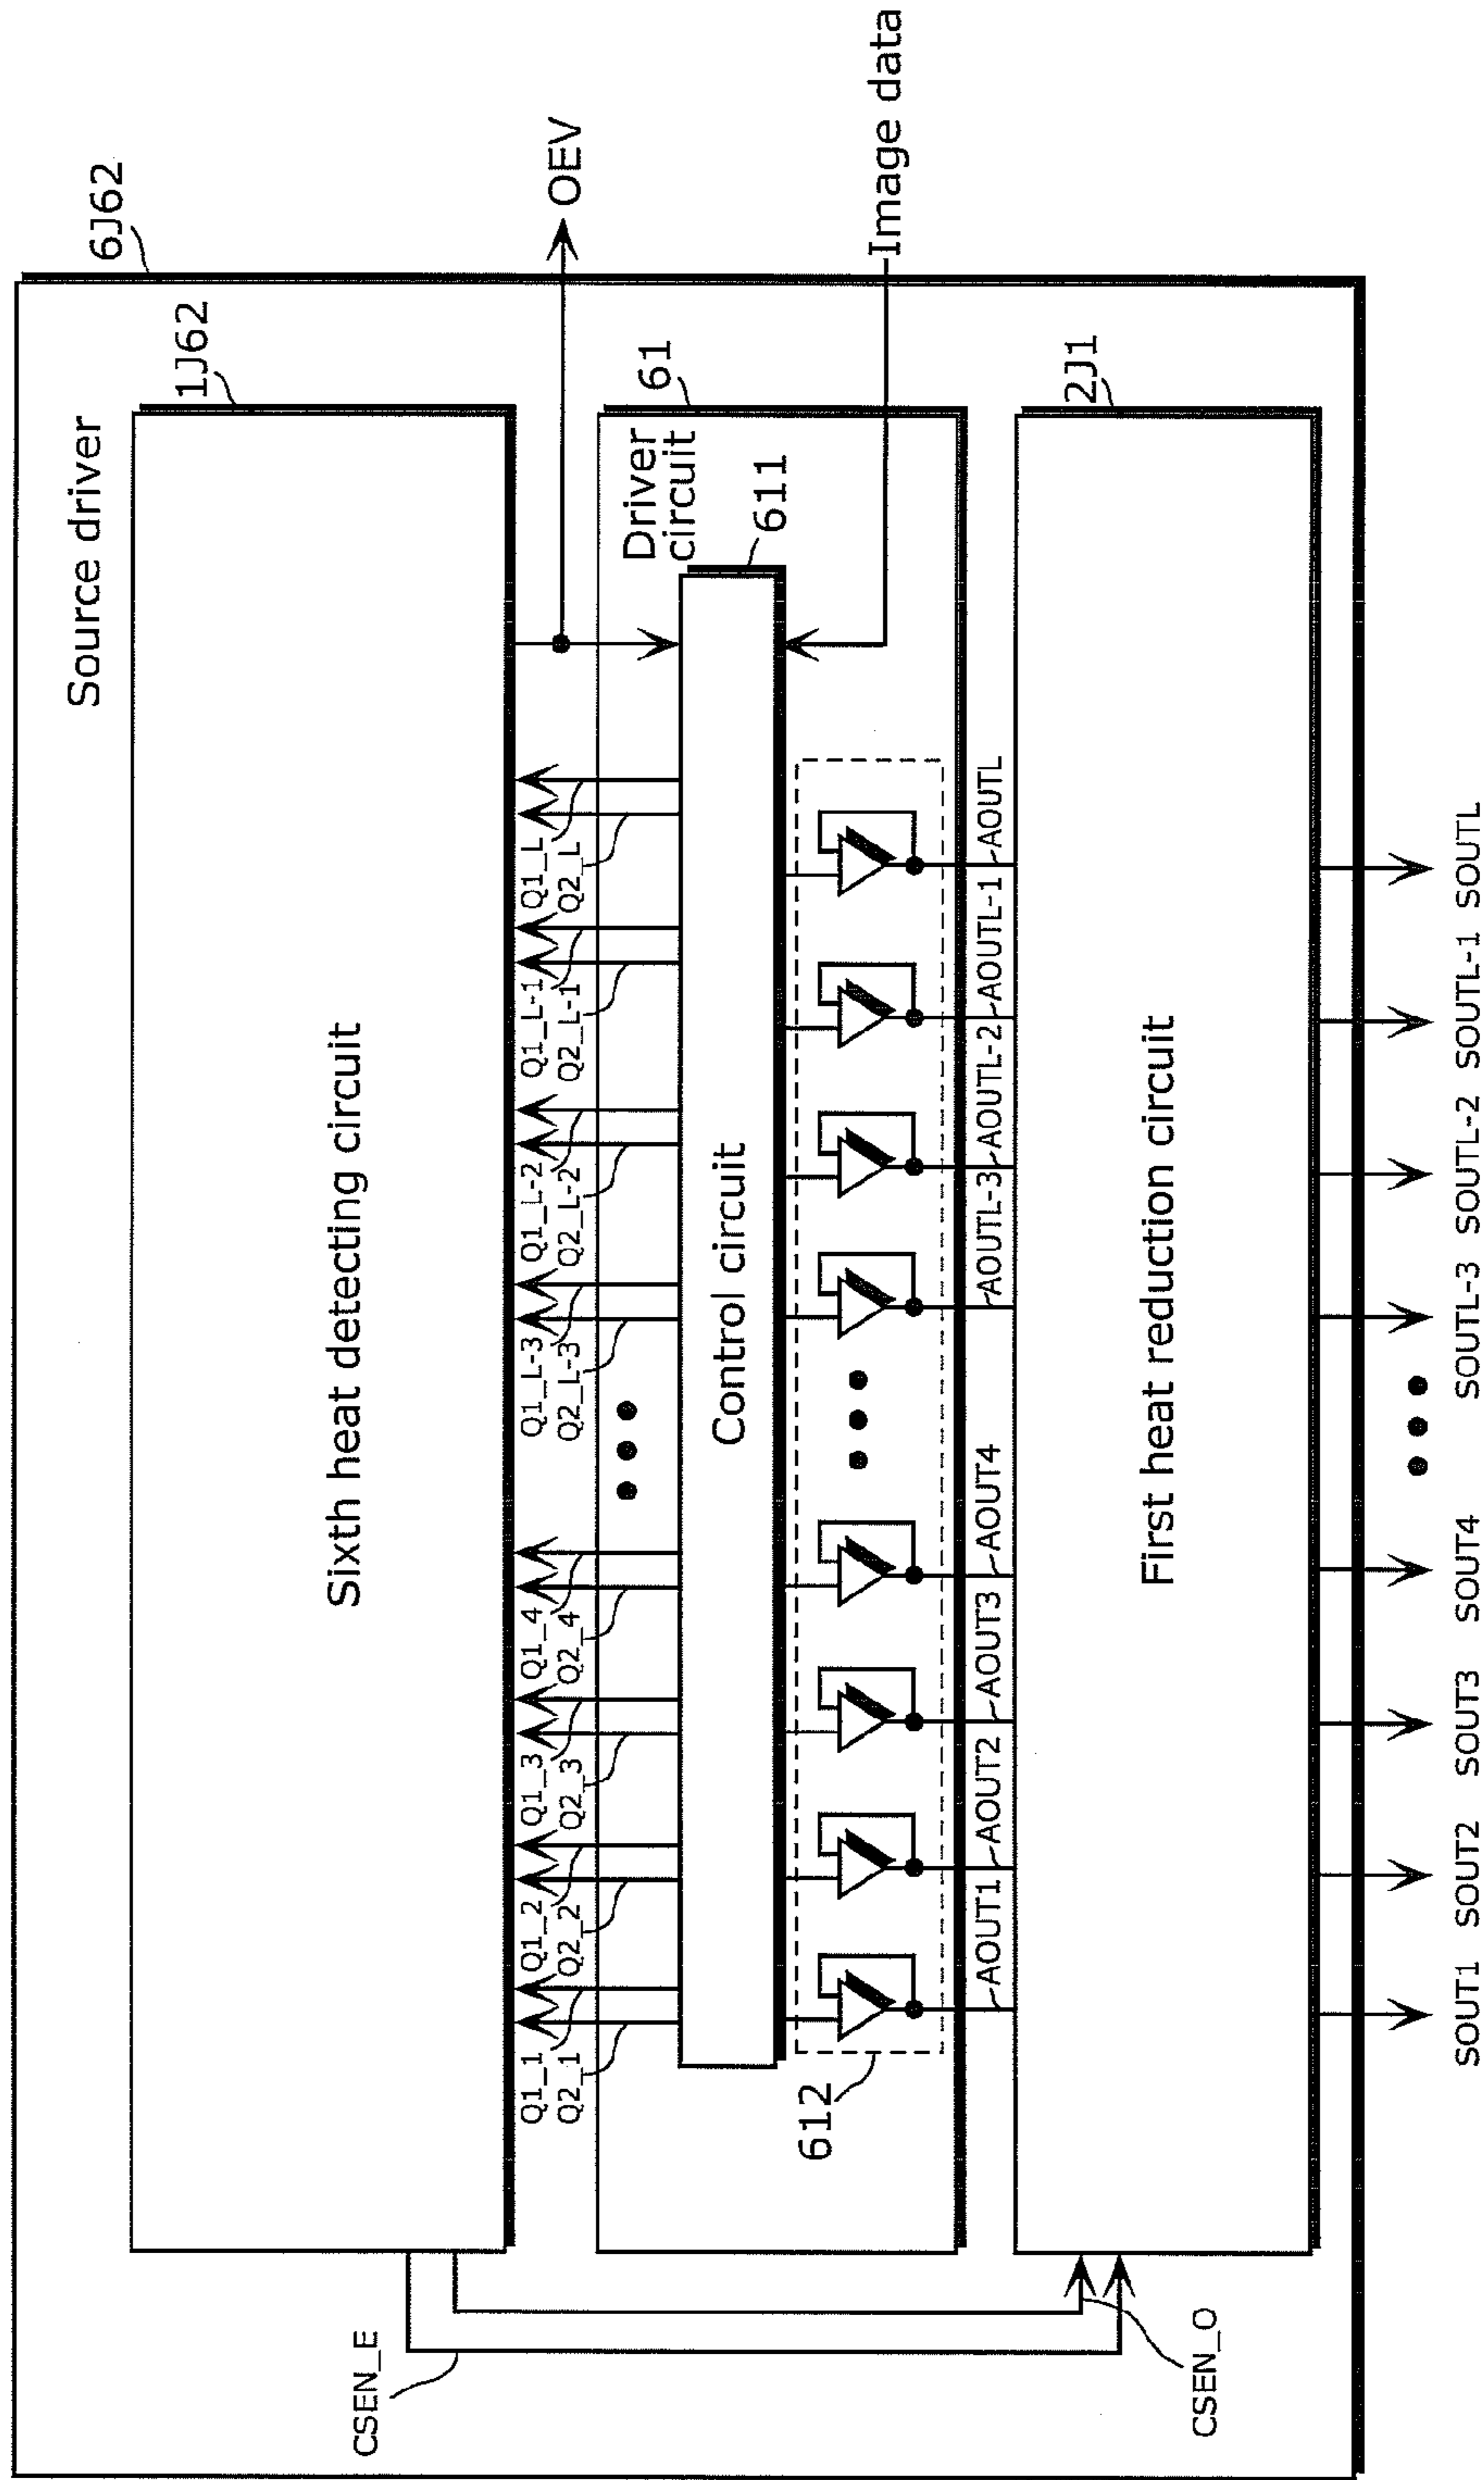 Source driver
6J62
Sixth heat detecting circuit
1J62
OEV
Q1_1
Q2_1
Q1_2
Q2_2
Q1_3
Q2_3
Q1_4
Q2_4
Q1_L-3
Q2_L-3
Q1_L-2
Q2_L-2
Q1_L-1
Q2_L-1
Q1_L
Q2_L
Driver
circuit
61
Control circuit
611
Image data
612
AOUT1
AOUT2
AOUT3
AOUT4
AOUTL-3
AOUTL-2
AOUTL-1
AOUTL
First heat reduction circuit
2J1
CSEN_E
CSEN_O
SOUT1
SOUT2
SOUT3
SOUT4
SOUTL-3
SOUTL-2
SOUTL-1
SOUTL